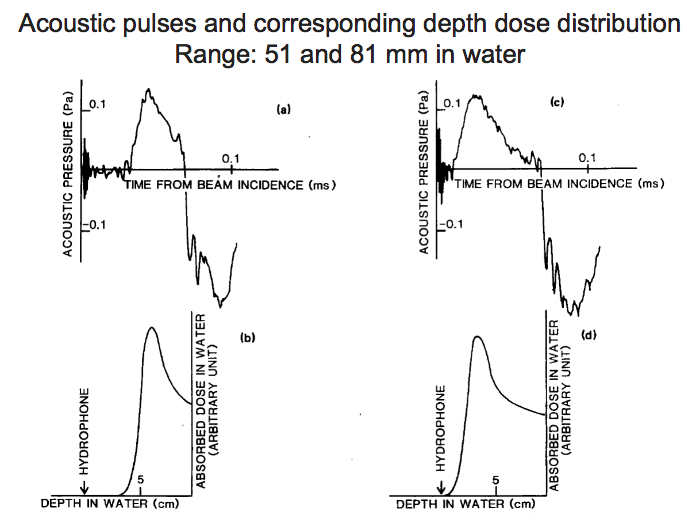 Acoustic pulses and corresponding depth dose distribution
Range: 51 and 81 mm in water
ACOUSTIC PRESSURE (Pa)
0.1
(a)
0.1
TIME FROM BEAM INCIDENCE (ms)
-0.1
ACOUSTIC PRESSURE (Pa)
0.1
(c)
0.1
TIME FROM BEAM INCIDENCE (ms)
-0.1
(b)
HYDROPHONE
ABSORBED DOSE IN WATER
(ARBITRARY UNIT)
5
DEPTH IN WATER (cm)
(d)
HYDROPHONE
ABSORBED DOSE IN WATER
(ARBITRARY UNIT)
5
DEPTH IN WATER (cm)